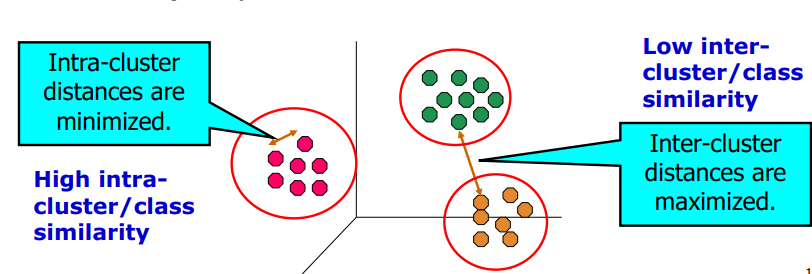 Intra-cluster
distances are
minimized.
High intra-
cluster/class
similarity
Low inter-
cluster/class
similarity
Inter-cluster
distances are
maximized.